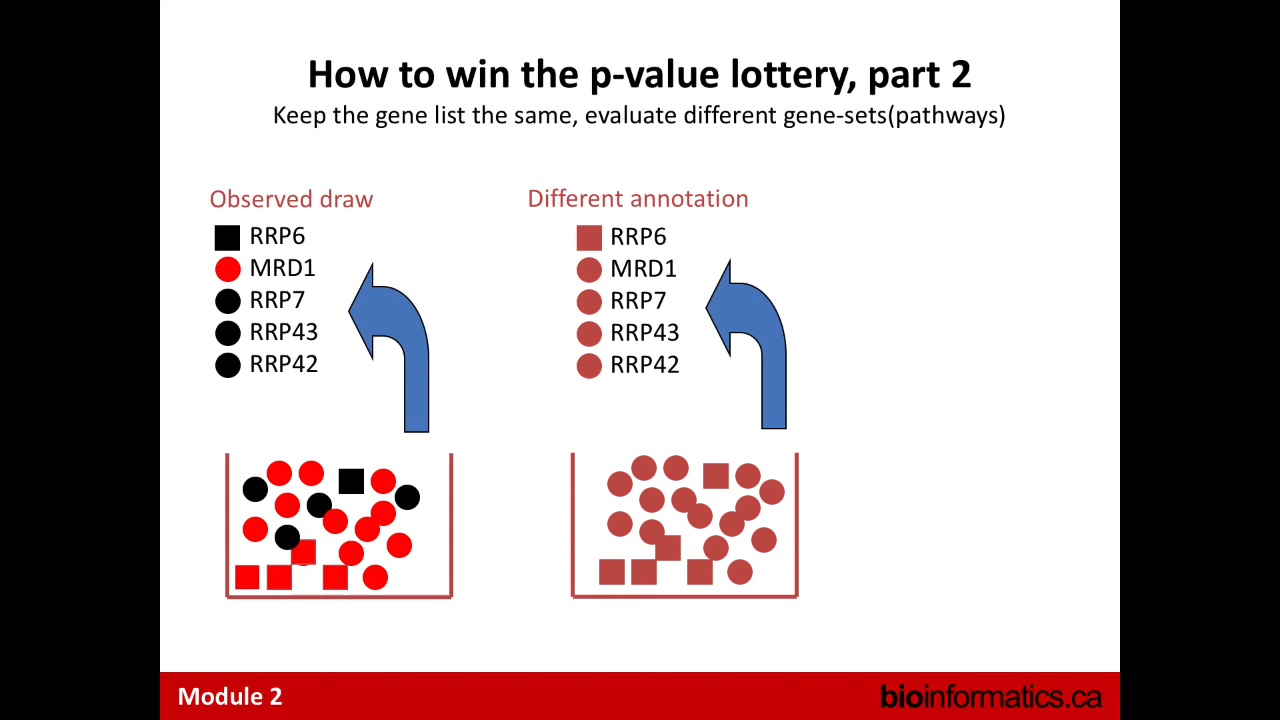 How to win the p-value lottery, part 2
Keep the gene list the same, evaluate different gene-sets(pathways)
Observed draw
RRP6
MRD1
RRP7
RRP43
RRP42
Different annotation
RRP6
MRD1
RRP7
RRP43
RRP42
Module 2
bioinformatics.ca